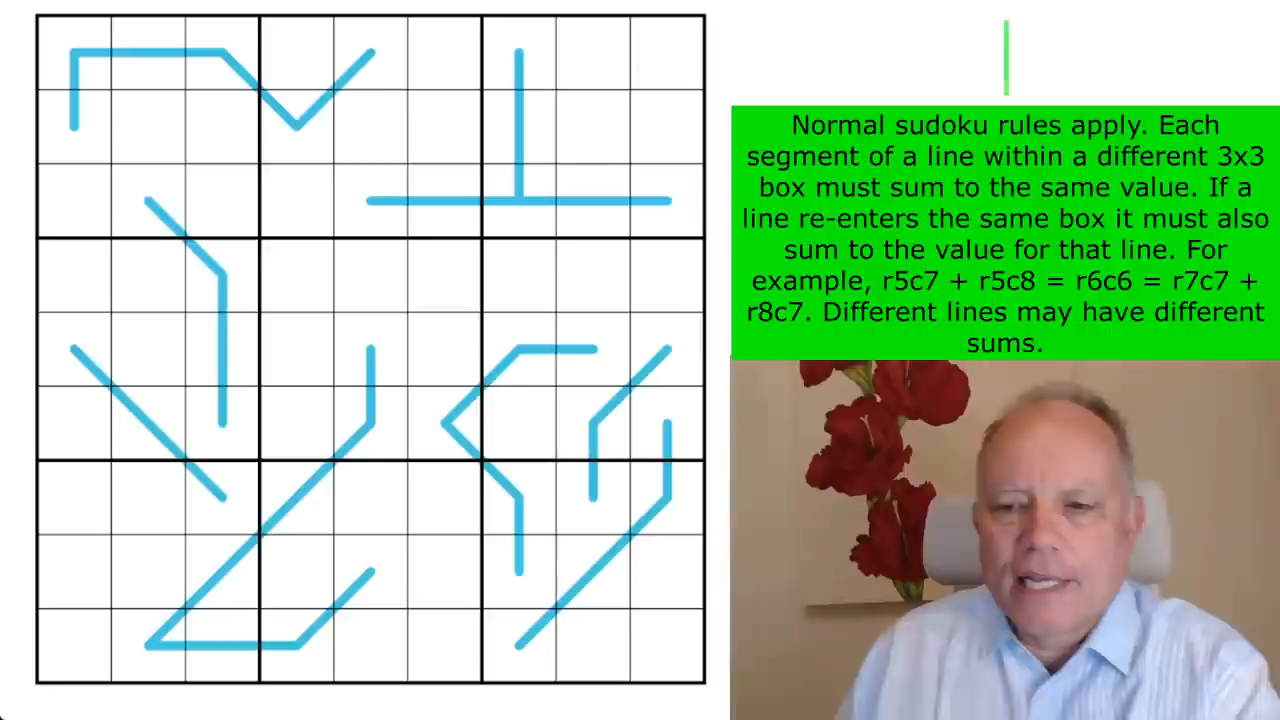 Normal sudoku rules apply. Each
segment of a line within a different 3x3
box must sum to the same value. If a
line re-enters the same box it must also
sum to the value for that line. For
example, r5c7 + r5c8 = r6c6 = r7c7 +
r8c7. Different lines may have different
sums.